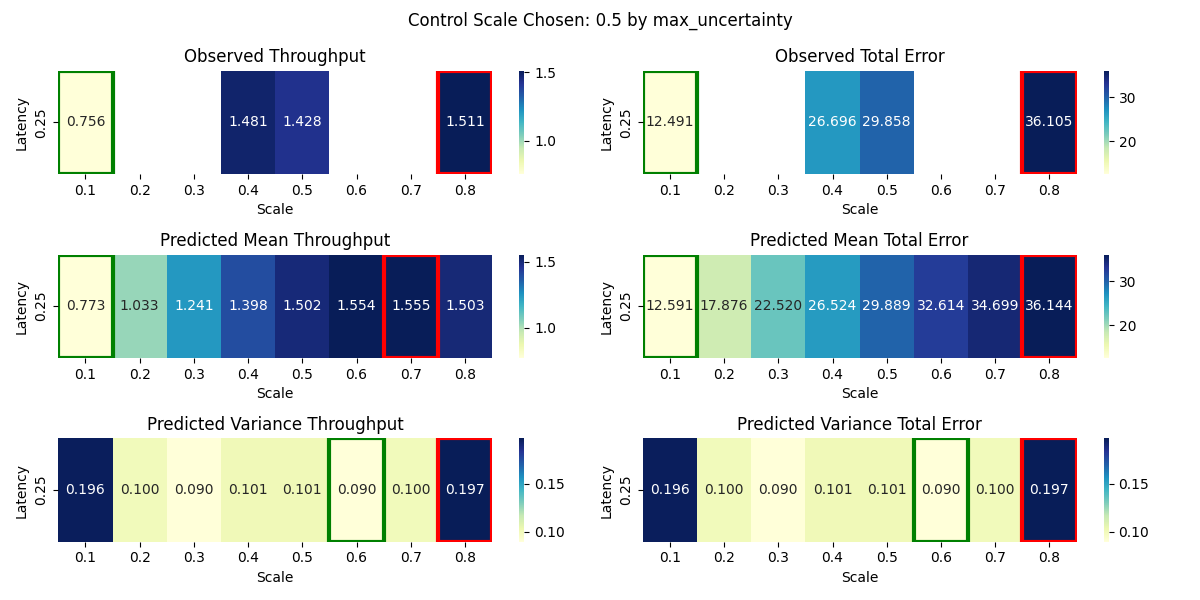 Control Scale Chosen: 0.5 by max_uncertainty
Observed Throughput
Latency
0.25
0.756
1.481
1.428
1.511
0.1 0.2 0.3 0.4 0.5 0.6 0.7 0.8
Scale
1.5
1.0
Observed Total Error
Latency
0.25
12.491
26.696
29.858
36.105
0.1 0.2 0.3 0.4 0.5 0.6 0.7 0.8
Scale
30
20
Predicted Mean Throughput
Latency
0.25
0.773 1.033 1.241 1.398 1.502 1.554 1.555 1.503
0.1 0.2 0.3 0.4 0.5 0.6 0.7 0.8
Scale
1.5
1.0
Predicted Mean Total Error
Latency
0.25
12.591 17.876 22.520 26.524 29.889 32.614 34.699 36.144
0.1 0.2 0.3 0.4 0.5 0.6 0.7 0.8
Scale
30
20
Predicted Variance Throughput
Latency
0.25
0.196 0.100 0.090 0.101 0.101 0.090 0.100 0.197
0.1 0.2 0.3 0.4 0.5 0.6 0.7 0.8
Scale
0.15
0.10
Predicted Variance Total Error
Latency
0.25
0.196 0.100 0.090 0.101 0.101 0.090 0.100 0.197
0.1 0.2 0.3 0.4 0.5 0.6 0.7 0.8
Scale
0.15
0.10